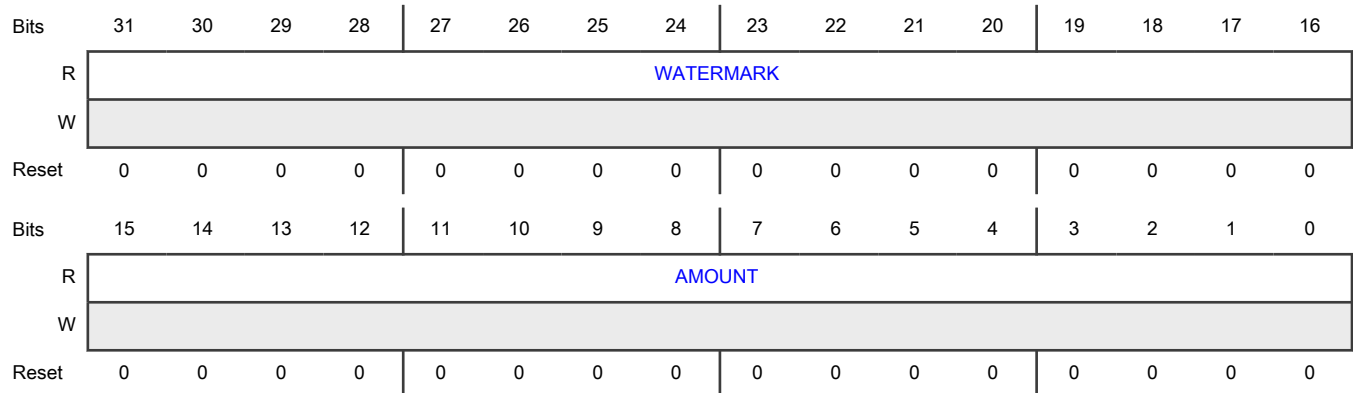 Bits 31 30 29 28 27 26 25 24 23 22 21 20 19 18 17 16
R WATERMARK
W
Reset 0 0 0 0 0 0 0 0 0 0 0 0 0 0 0 0
Bits 15 14 13 12 11 10 9 8 7 6 5 4 3 2 1 0
R AMOUNT
W
Reset 0 0 0 0 0 0 0 0 0 0 0 0 0 0 0 0